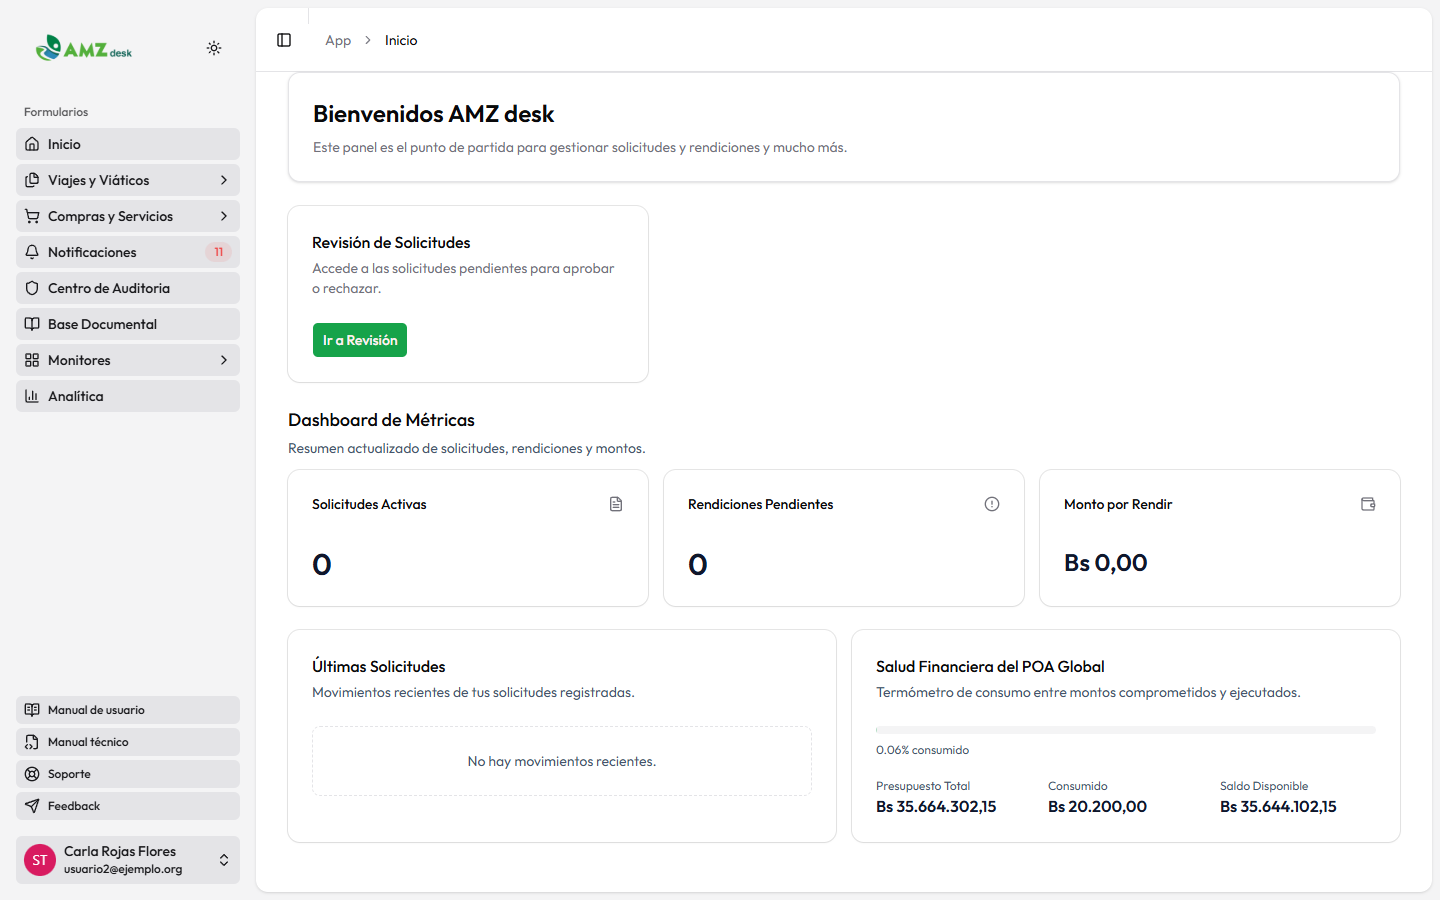 AMZ desk
App > Inicio
Formularios
Inicio
Viajes y Viáticos
Compras y Servicios
Notificaciones 11
Centro de Auditoria
Base Documental
Monitores
Analítica
Manual de usuario
Manual técnico
Soporte
Feedback
ST
Carla Rojas Flores
usuario2@ejemplo.org
Bienvenidos AMZ desk
Este panel es el punto de partida para gestionar solicitudes y rendiciones y mucho más.
Revisión de Solicitudes
Accede a las solicitudes pendientes para aprobar
o rechazar.
Ir a Revisión
Dashboard de Métricas
Resumen actualizado de solicitudes, rendiciones y montos.
Solicitudes Activas
0
Rendiciones Pendientes
0
Monto por Rendir
Bs 0,00
Últimas Solicitudes
Movimientos recientes de tus solicitudes registradas.
No hay movimientos recientes.
Salud Financiera del POA Global
Termómetro de consumo entre montos comprometidos y ejecutados.
0.06% consumido
Presupuesto Total
Bs 35.664.302,15
Consumido
Bs 20.200,00
Saldo Disponible
Bs 35.644.102,15